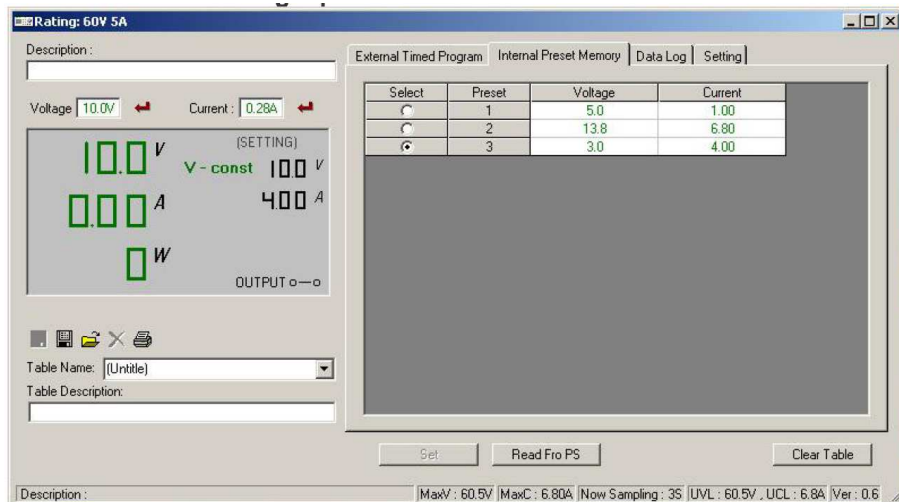 Rating: 60V 5A
Description :
Voltage 10.0V Current : 0.28A
10.0 V
(SETTING)
V - const 10.0 V
0.00 A
4.00 A
0 W
OUTPUT
Table Name: (Untitle)
Table Description:
External Timed Program Internal Preset Memory Data Log Setting
Select Preset Voltage Current
1 5.0 1.00
2 13.8 6.80
3 3.0 4.00
Set Read Fro PS Clear Table
Description : MaxV : 60.5V MaxC : 6.80A Now Sampling : 3S UVL : 60.5V , UCL : 6.8A Ver : 0.6